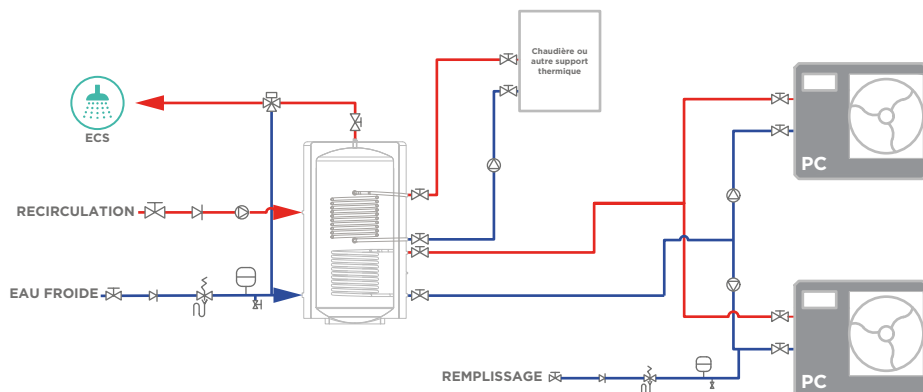 Chaudière ou
autre support
thermique
ECS
PC
RECIRCULATION
EAU FROIDE
PC
REMPLISSAGE